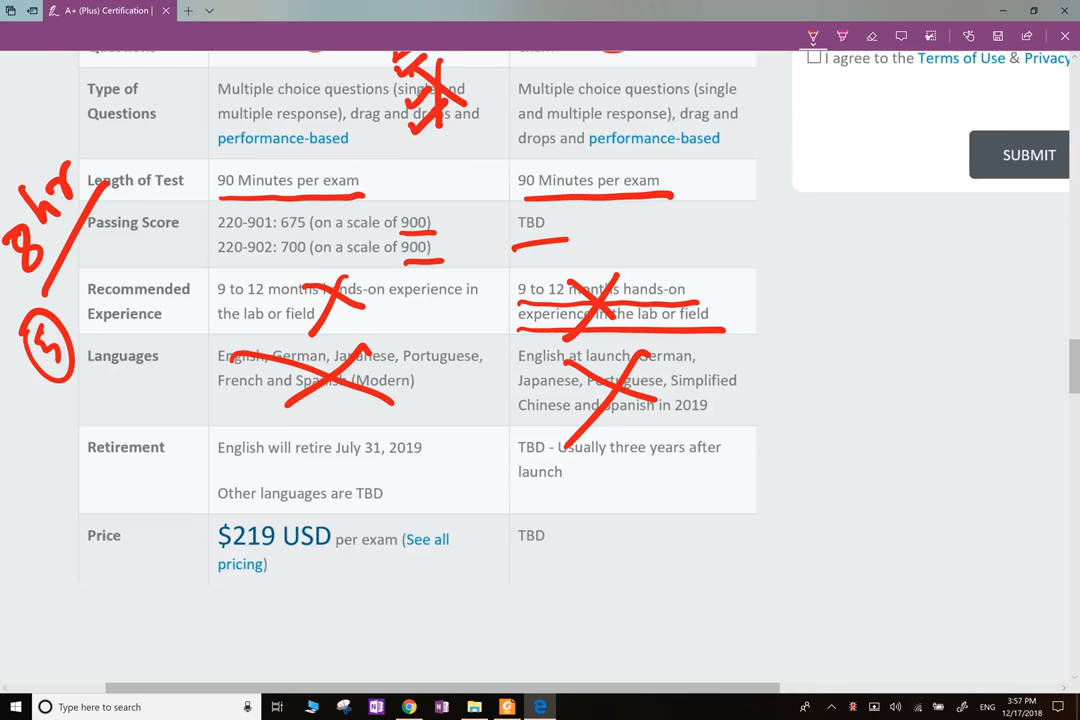 A+ (Plus) Certification |
I agree to the Terms of Use & Privacy
SUBMIT
Type of Questions
Multiple choice questions (single and
multiple response), drag and drops and
performance-based
Multiple choice questions (single
and multiple response), drag and
drops and performance-based
Length of Test
90 Minutes per exam
90 Minutes per exam
Passing Score
220-901: 675 (on a scale of 900)
220-902: 700 (on a scale of 900)
TBD
Recommended
Experience
9 to 12 months hands-on experience in
the lab or field
9 to 12 months hands-on
experience in the lab or field
Languages
English, German, Japanese, Portuguese,
French and Spanish (Modern)
English at launch, German,
Japanese, Portuguese, Simplified
Chinese and Spanish in 2019
Retirement
English will retire July 31, 2019
Other languages are TBD
TBD - Usually three years after
launch
Price
$219 USD per exam (See all
pricing)
TBD
8 hr
Type here to search
ENG
3:57 PM
12/17/2018